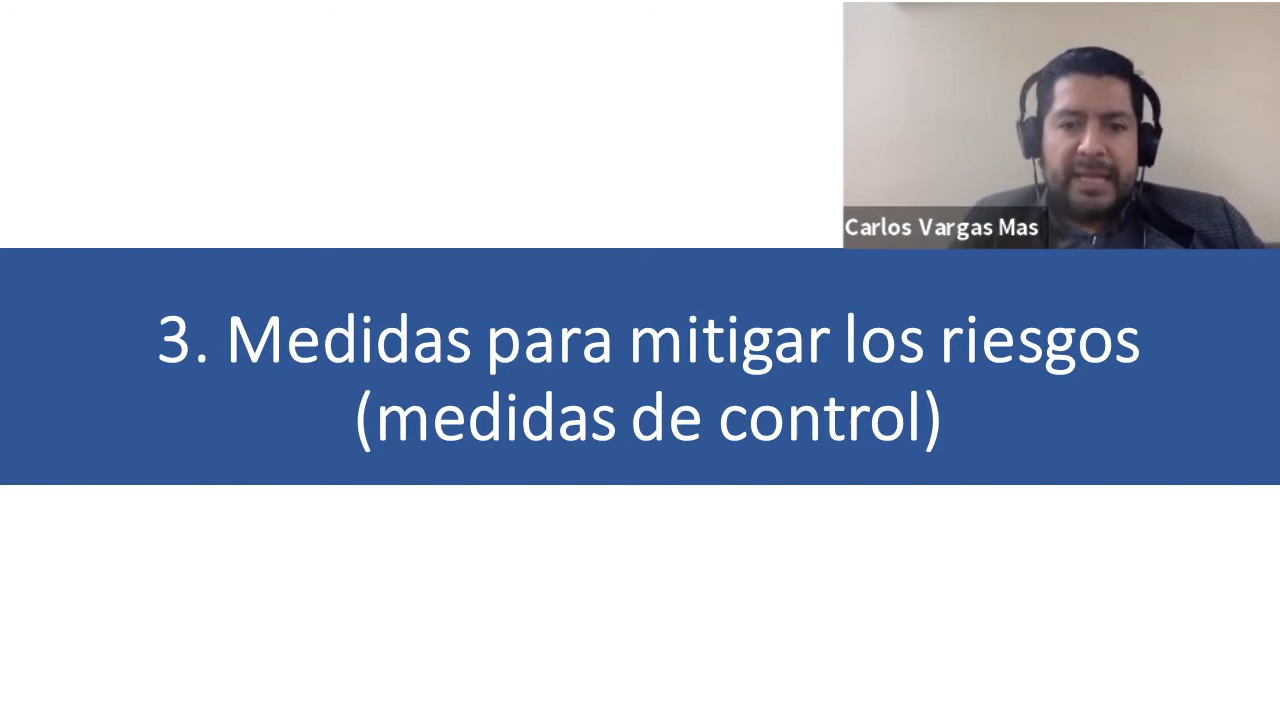 Carlos Vargas Mas
3. Medidas para mitigar los riesgos
(medidas de control)